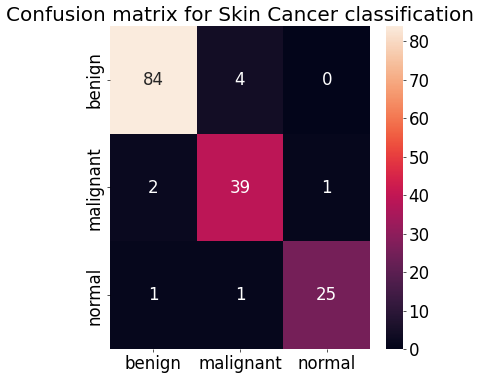 Confusion matrix for Skin Cancer classification
benign
84 4 0
malignant
2 39 1
normal
1 1 25
benign malignant normal
80
70
60
50
40
30
20
10
0